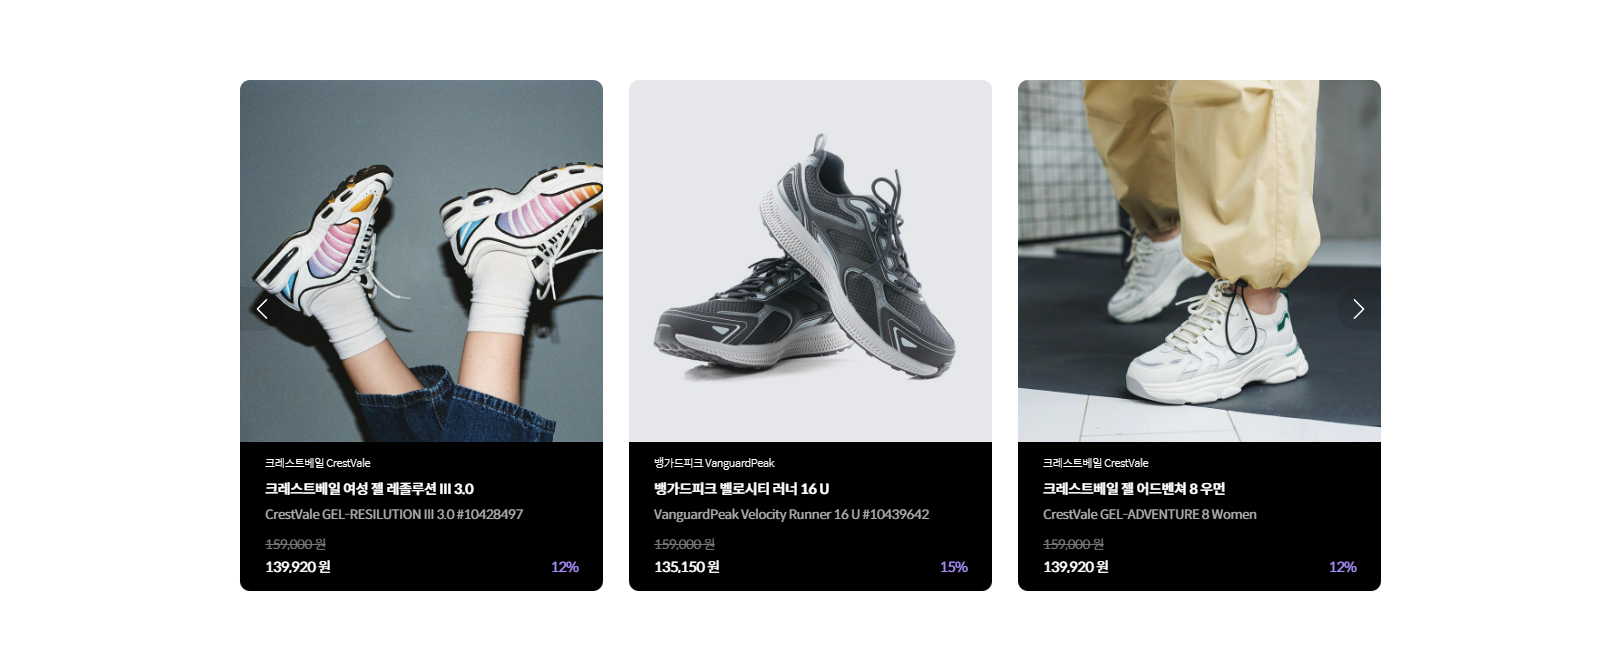 크레스트베일 CrestVale
크레스트베일 여성 젤 레졸루션 III 3.0
CrestVale GEL-RESILUTION III 3.0 #10428497
159,000 원
139,920 원
12%
뱅가드피크 VanguardPeak
뱅가드피크 벨로시티 러너 16 U
VanguardPeak Velocity Runner 16 U #10439642
159,000 원
135,150 원
15%
크레스트베일 CrestVale
크레스트베일 젤 어드벤쳐 8 우먼
CrestVale GEL-ADVENTURE 8 Women
159,000 원
139,920 원
12%